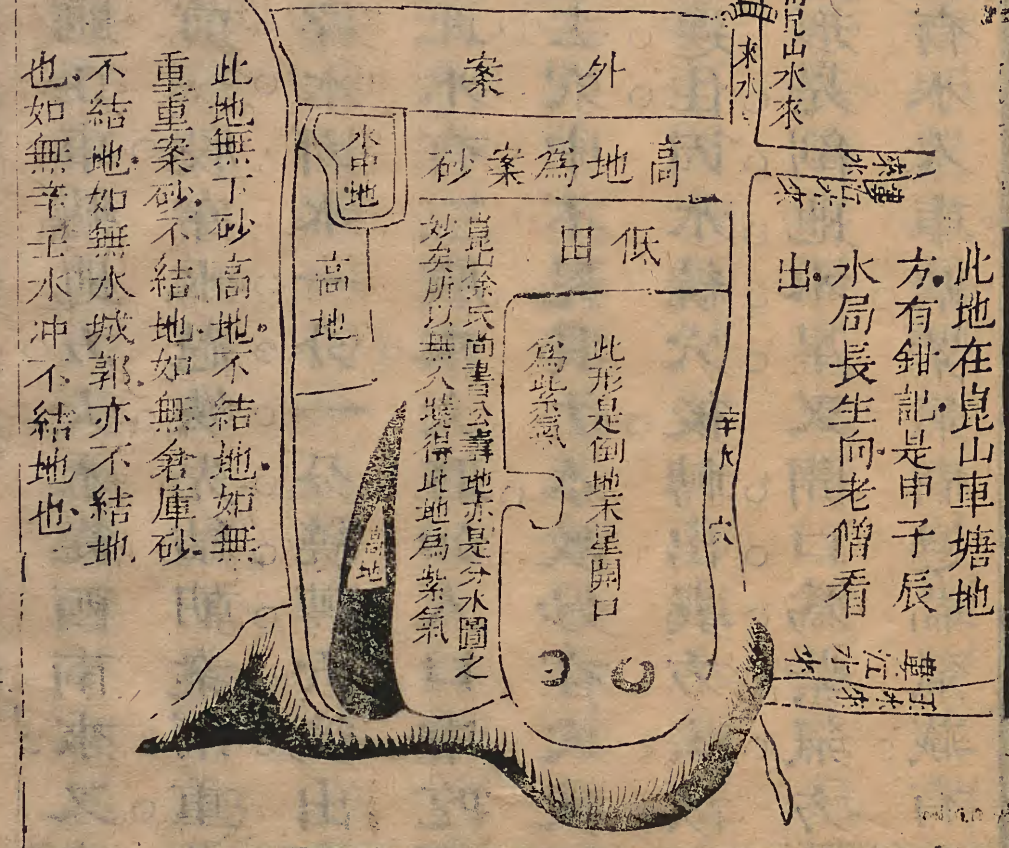 此地在崑山車塘地
方有鉗記是申子辰
水局長生向老僧看
出
崑山水來
來水
外案
高地為案砂
低田
水中地
高地
此形是倒地木星開口
為此紫氣
崑山徐氏尚書公壽地亦是分水圖之
妙矣所以無人曉得此地為紫氣
高地
辛
水
穴
此地無下砂高地不結地如無
重重案砂不結地如無倉庫砂
不結地如無水城郭亦不結地
也如無辛壬水冲不結地也